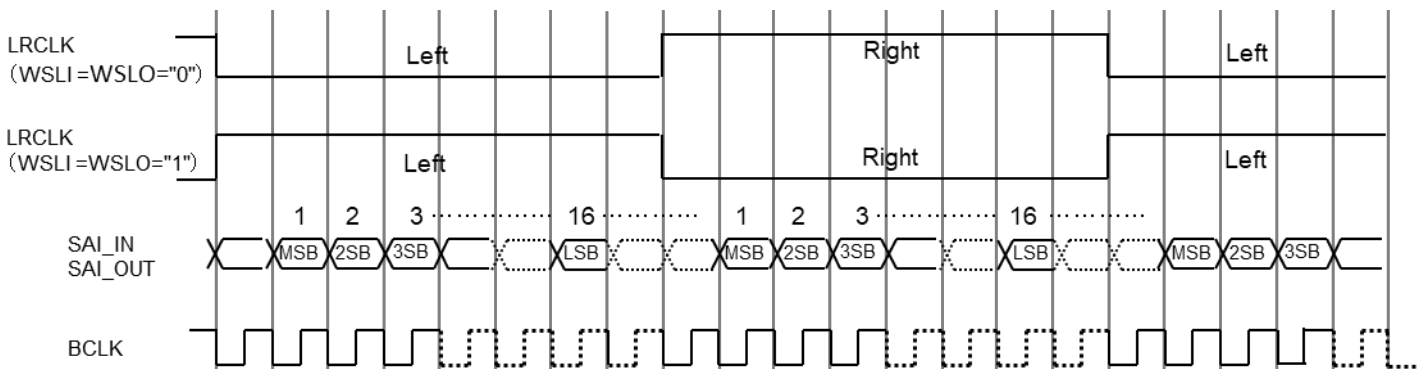 LRCLK
（WSLI =WSLO="0"）
Left
Right
Left
LRCLK
（WSLI =WSLO="1"）
Left
Right
Left
1 2 3 ········ 16 ········ 1 2 3 ········ 16 ········
SAI_IN
SAI_OUT
MSB 2SB 3SB LSB MSB 2SB 3SB LSB MSB 2SB 3SB
BCLK